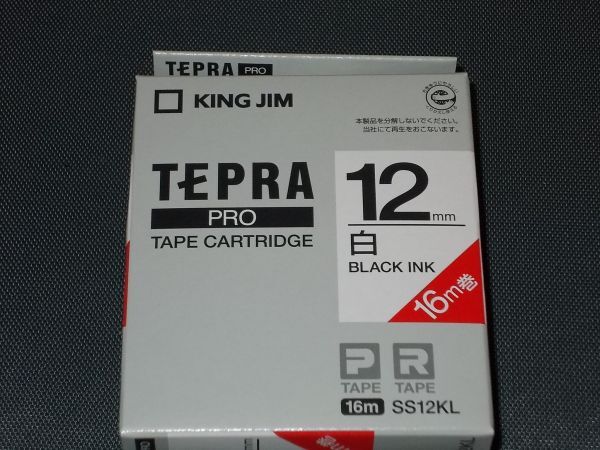 TEPRA PRO
KING JIM
本製品を分解しないでください。
当社にて再生をおこないます。
TEPRA
PRO
TAPE CARTRIDGE
12mm
白
BLACK INK
16m巻
P R
TAPE TAPE
16m SS12KL